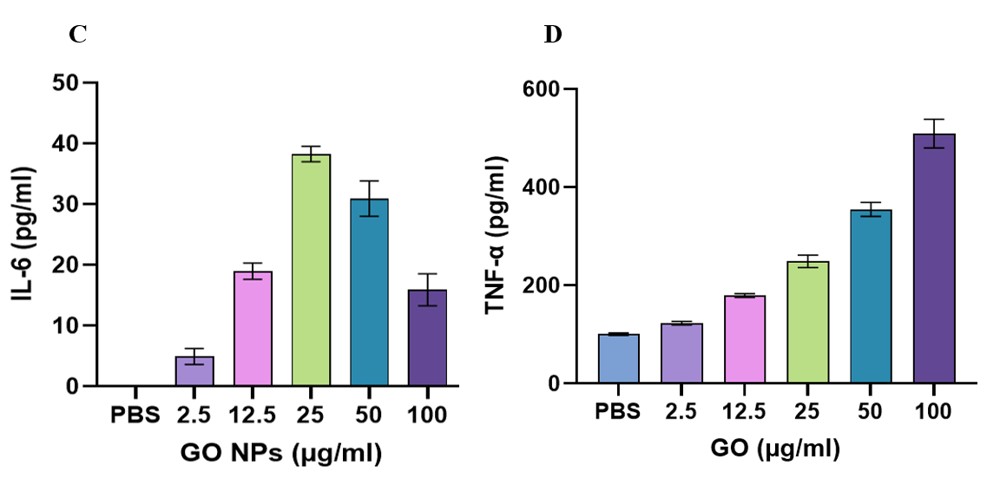 C
50
40
30
20
10
0
IL-6 (pg/ml)
PBS 2.5 12.5 25 50 100
GO NPs (µg/ml)
D
600
400
200
0
TNF-α (pg/ml)
PBS 2.5 12.5 25 50 100
GO (µg/ml)